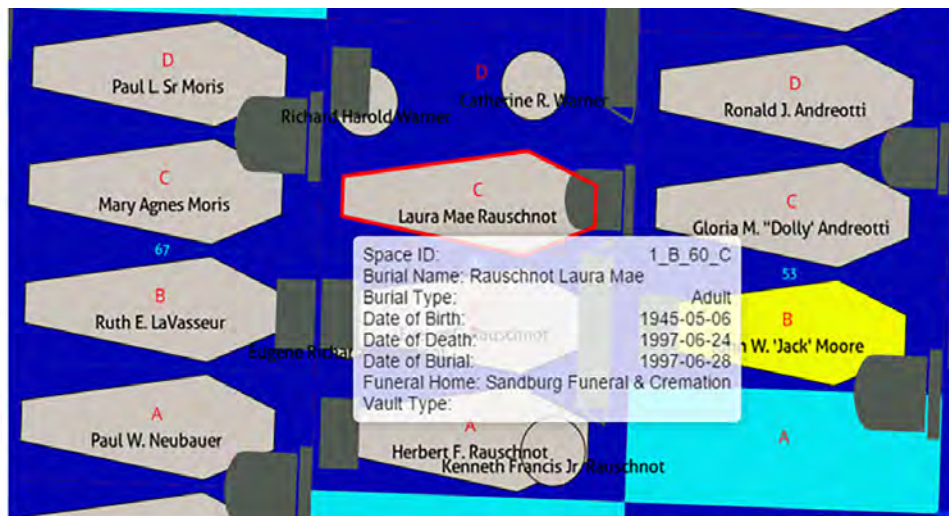 D
Paul L. Sr Moris
Richard Harold Warner
D
Catherine R. Warner
D
Ronald J. Andreotti
C
Mary Agnes Moris
C
Laura Mae Rauschnot
C
Gloria M. "Dolly' Andreotti
67
53
Space ID: 1_B_60_C
Burial Name: Rauschnot Laura Mae
Burial Type: Adult
Date of Birth: 1945-05-06
Date of Death: 1997-06-24
Date of Burial: 1997-06-28
Funeral Home: Sandburg Funeral & Cremation
Vault Type:
B
Ruth E. LaVasseur
Eugene Richard
Rauschnot
B
W. 'Jack' Moore
A
Paul W. Neubauer
A
Herbert F. Rauschnot
Kenneth Francis Jr. Rauschnot
A